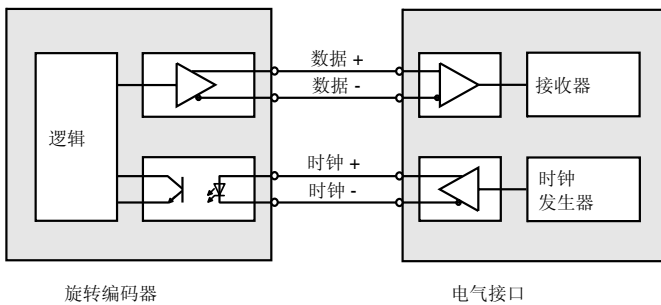 数据 +
数据 -
逻辑
接收器
时钟 +
时钟 -
时钟
发生器
旋转编码器
电气接口